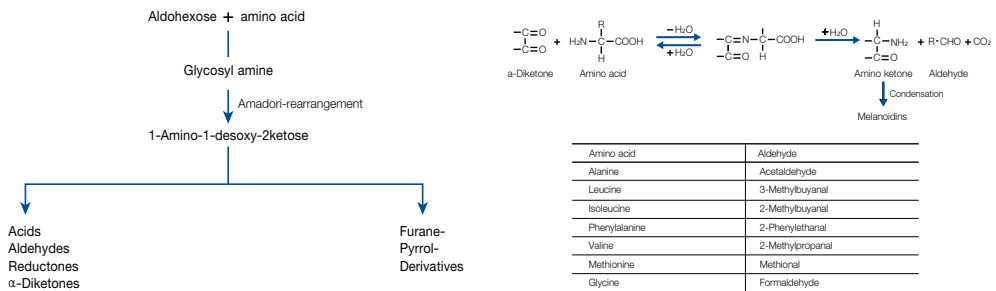 Aldohexose + amino acid
Glycosyl amine
Amadori-rearrangement
1-Amino-1-desoxy-2ketose
Acids
Aldehydes
Reductones
α-Diketones
Furane-
Pyrrol-
Derivatives
R H
–C=O + H₂N–C–COOH –H₂O –C=N–C–COOH +H₂O –C–NH₂ + R•CHO + CO₂
–C=O H +H₂O –C=O H –C=O
a-Diketone Amino acid Amino ketone Aldehyde
Condensation
Melanoidins
Amino acid Aldehyde
Alanine Acetaldehyde
Leucine 3-Methylbuyanal
Isoleucine 2-Methylbuyanal
Phenylalanine 2-Phenylethanal
Valine 2-Methylpropanal
Methionine Methional
Glycine Formaldehyde